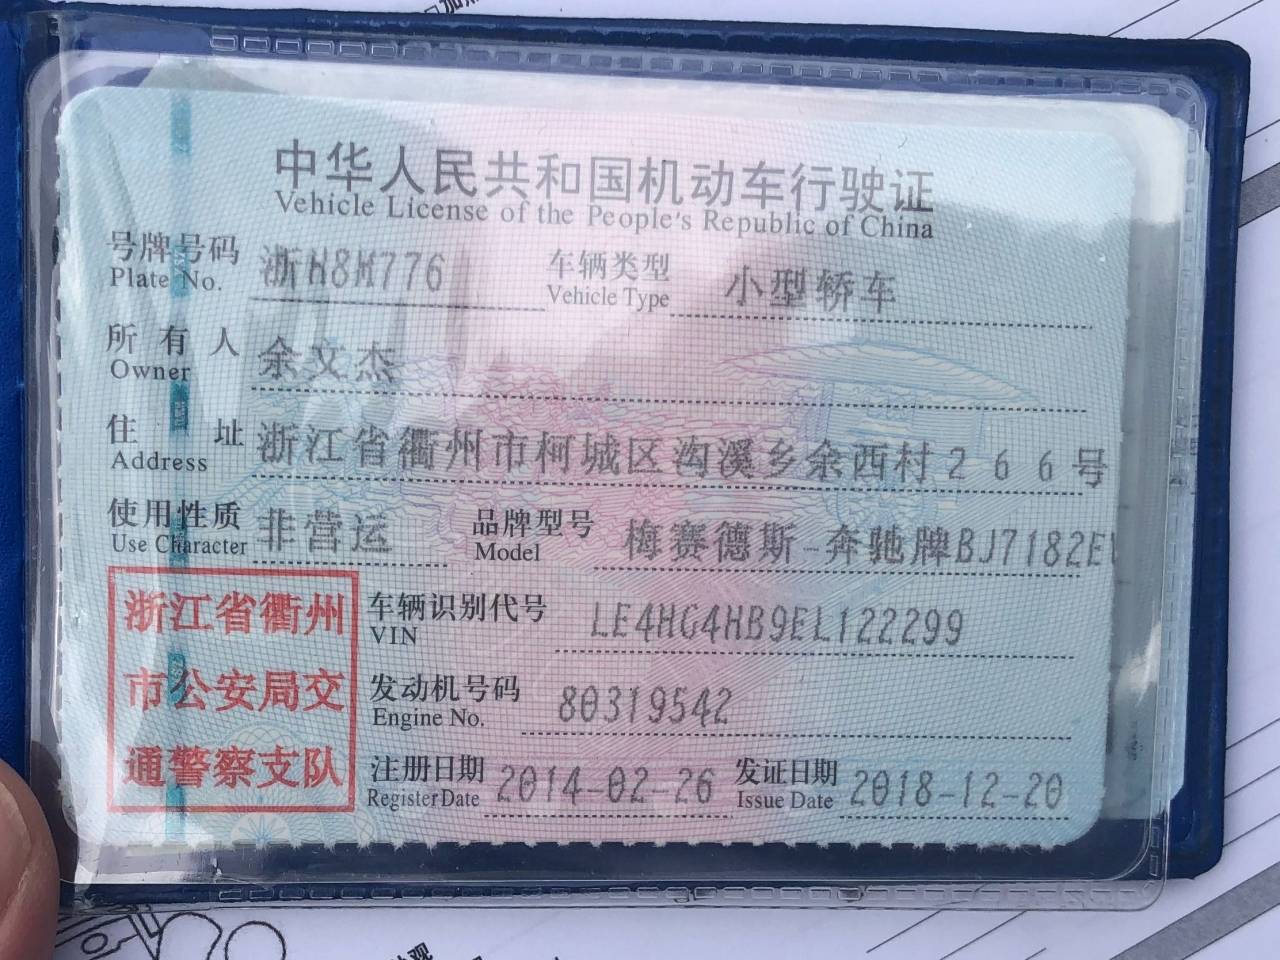 中华人民共和国机动车行驶证
Vehicle License of the People's Republic of China
号牌号码 浙H8M776 车辆类型 小型轿车
Plate No. Vehicle Type
所有人 余文杰
Owner
住址 浙江省衢州市柯城区沟溪乡余西村266号
Address
使用性质 非营运 品牌型号 梅赛德斯-奔驰牌BJ7182E
Use Character Model
浙江省衢州
市公安局交
通警察支队
车辆识别代号 LE4HG4HB9EL122299
VIN
发动机号码 80319542
Engine No.
注册日期 2014-02-26 发证日期 2018-12-20
Register Date Issue Date